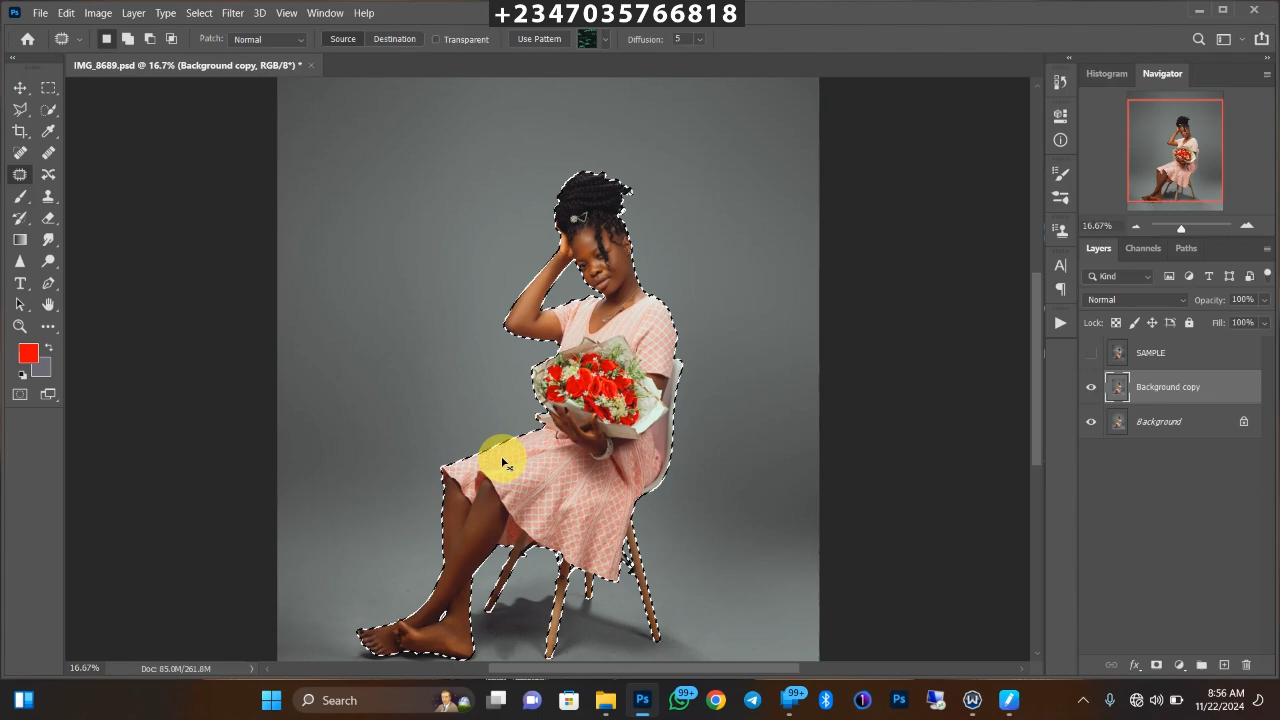 +2347035766818
File Edit Image Layer Type Select Filter 3D View Window Help
Patch: Normal Source Destination Transparent Use Pattern Diffusion: 5
IMG_8689.psd @ 16.7% (Background copy, RGB/8*) *
Histogram Navigator
16.67%
Layers Channels Paths
Kind
Normal Opacity: 100%
Lock: Fill: 100%
SAMPLE
Background copy
Background
16.67% Doc: 85.0M/261.8M
Search 99+ 99+ 8:56 AM
11/22/2024